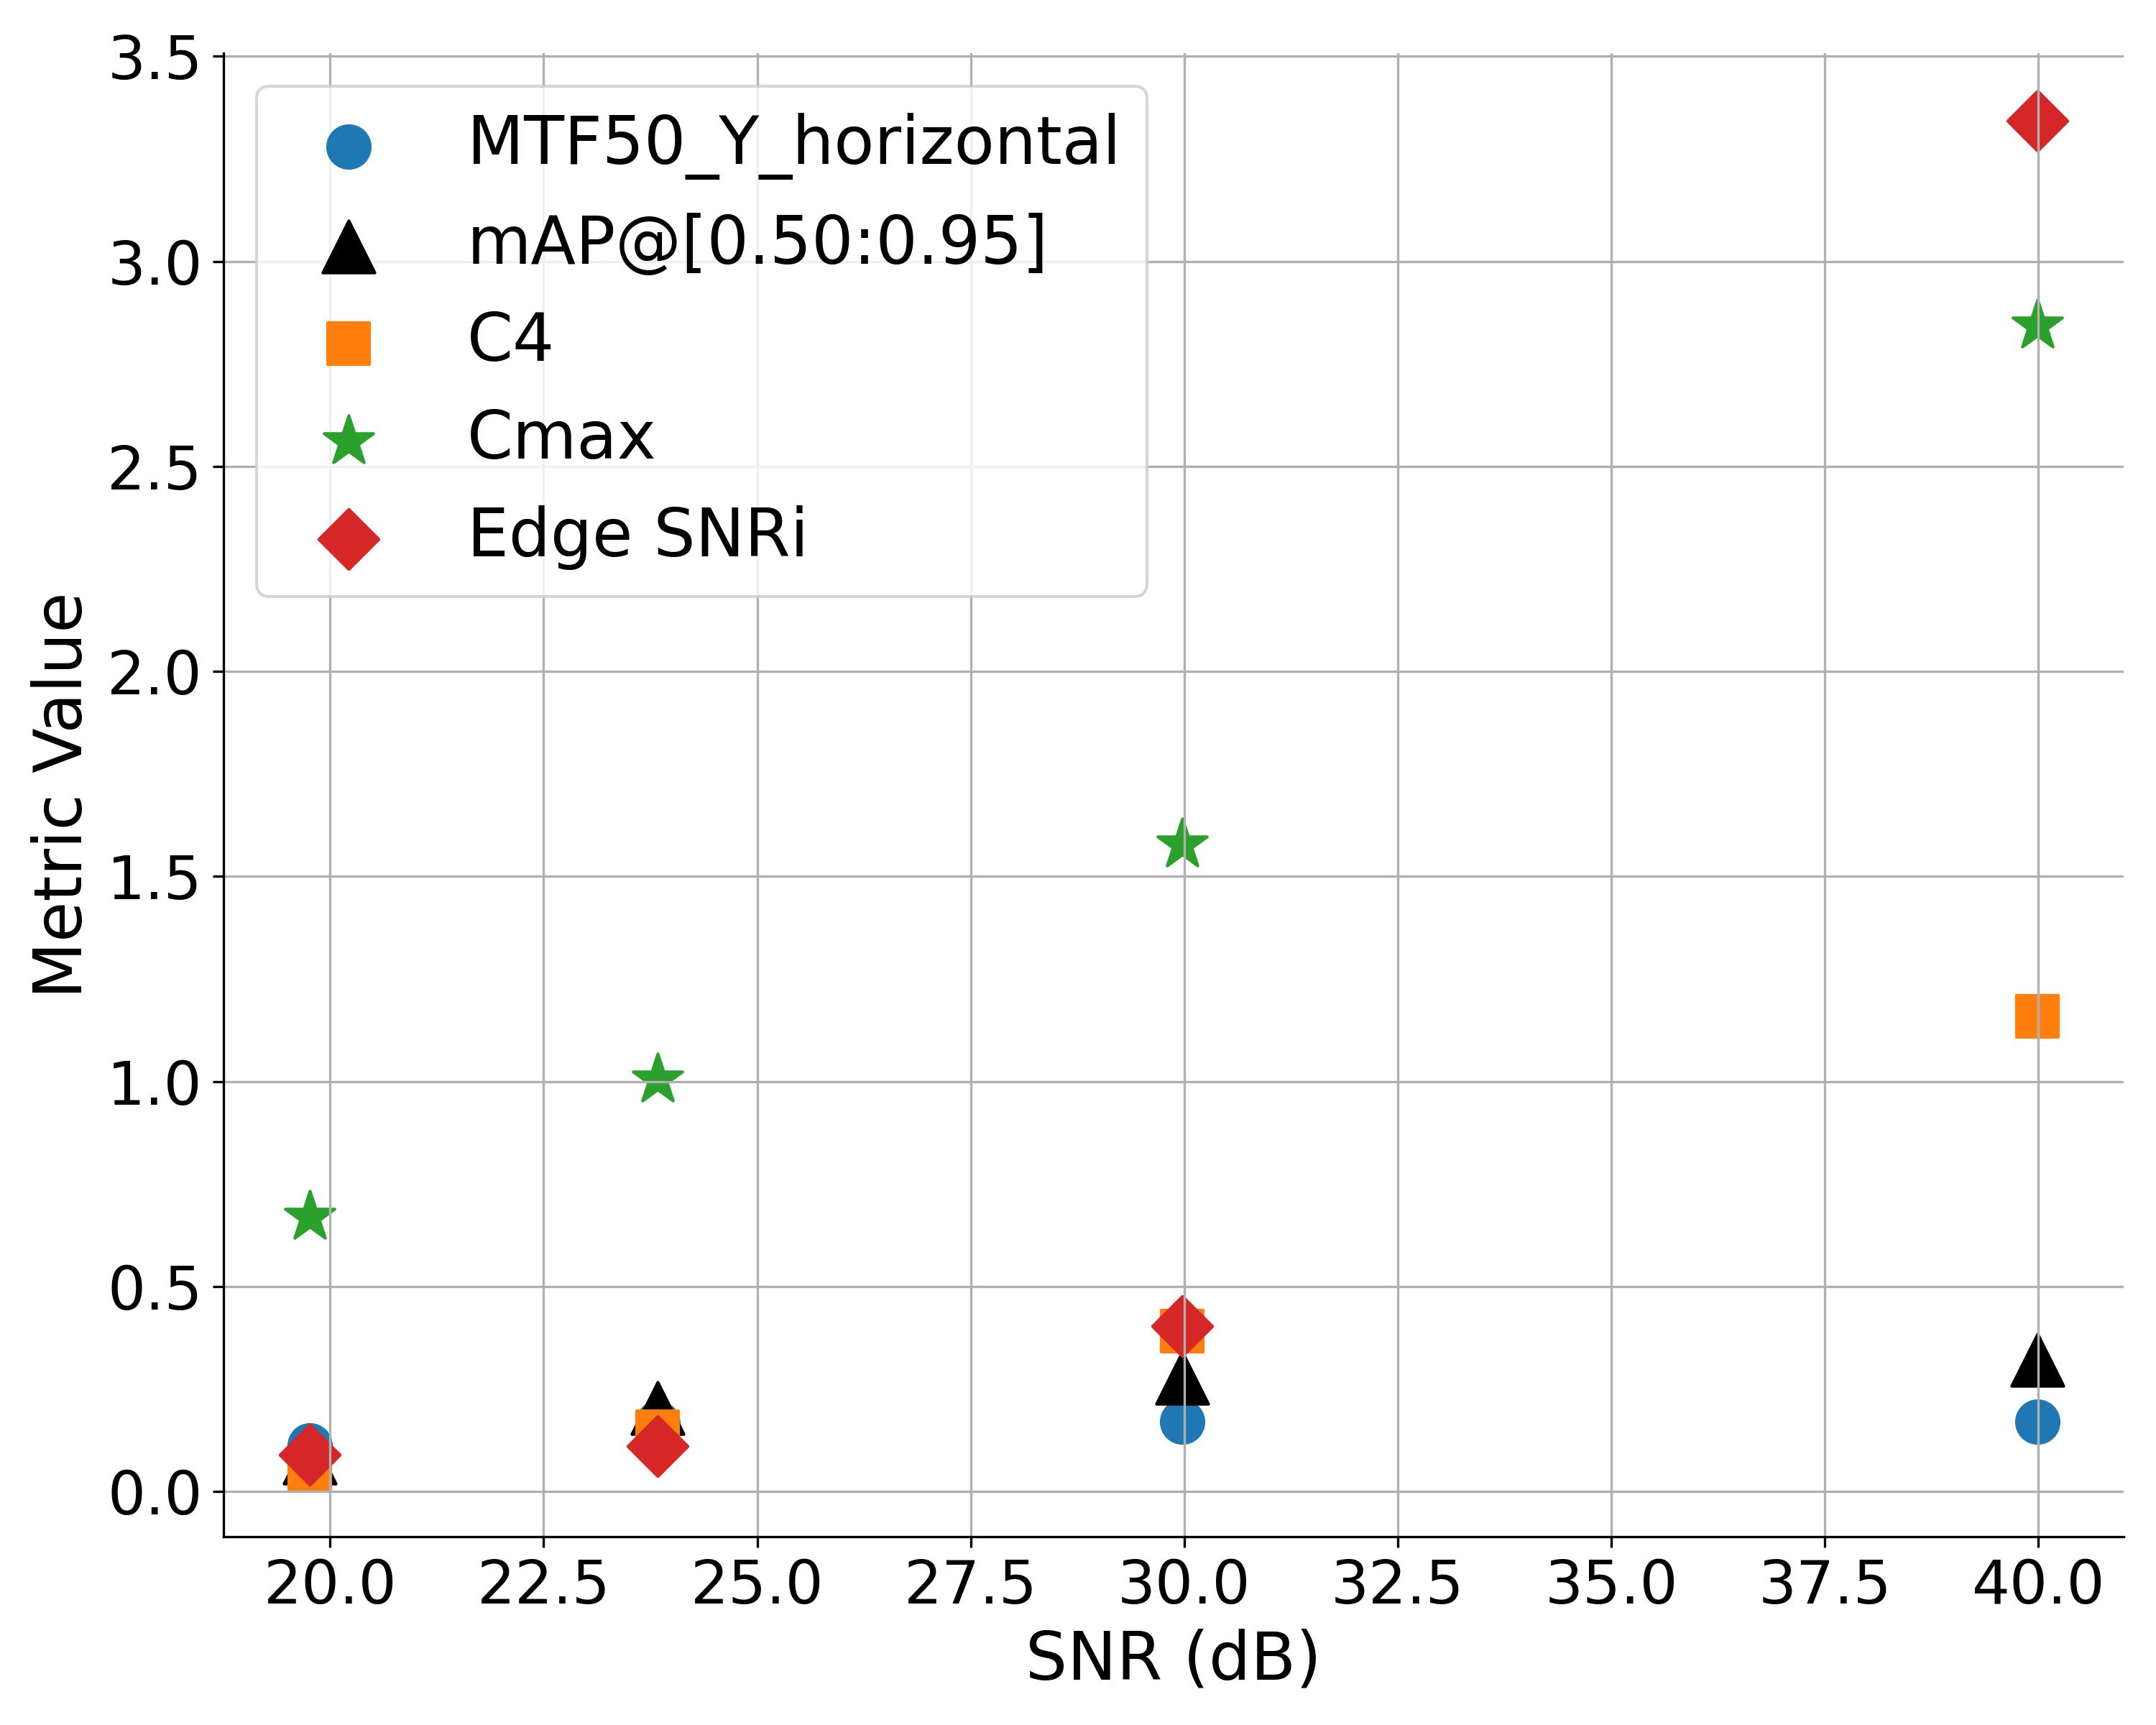 3.5
3.0
2.5
2.0
1.5
1.0
0.5
0.0
Metric Value
MTF50_Y_horizontal
mAP@[0.50:0.95]
C4
Cmax
Edge SNRi
20.0 22.5 25.0 27.5 30.0 32.5 35.0 37.5 40.0
SNR (dB)